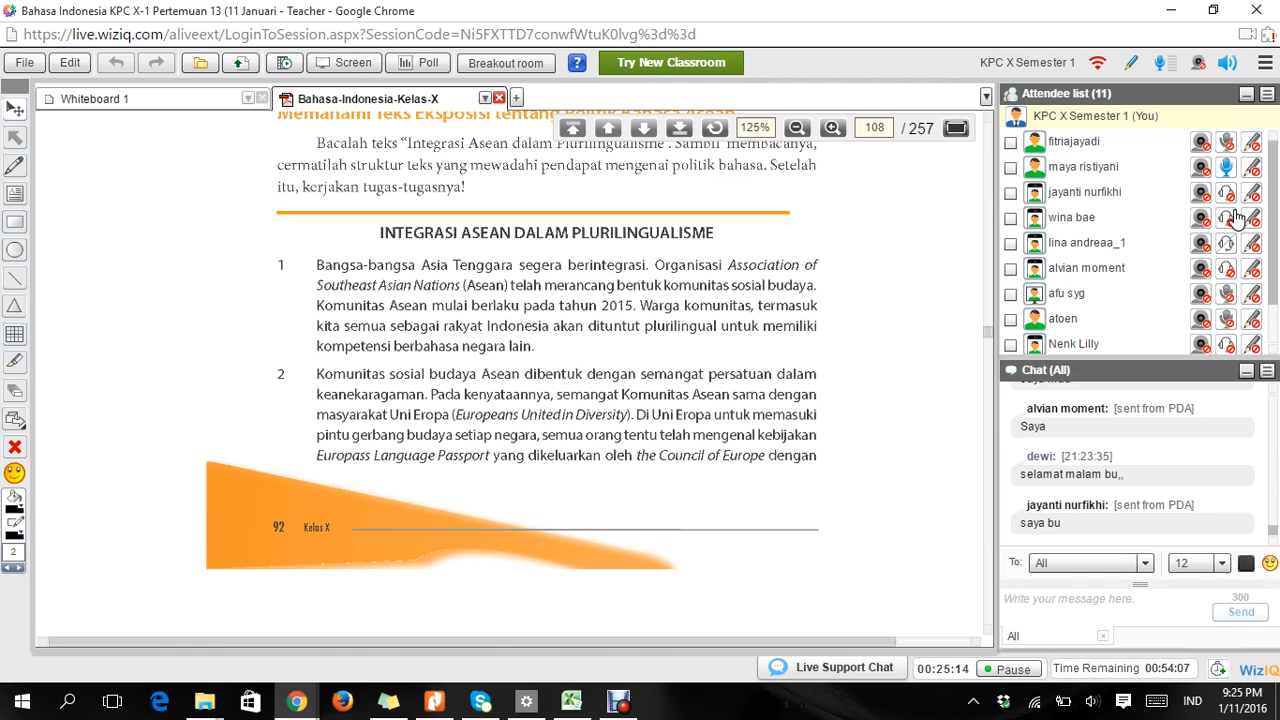 Bahasa Indonesia KPC X-1 Pertemuan 13 (11 Januari - Teacher - Google Chrome
https://live.wiziq.com/aliveext/LoginToSession.aspx?SessionCode=Ni5FXTTD7conwfWtuK0lvg%3d%3d
File Edit Screen Poll Breakout room ? Try New Classroom KPC X Semester 1
Whiteboard 1 Bahasa-Indonesia-Kelas-X +
125% 108 / 257
Memahami Teks Eksposisi tentang Politik Bahasa Asean
Bacalah teks "Integrasi Asean dalam Plurilingualisme". Sambil membacanya,
cermatilah struktur teks yang mewadahi pendapat mengenai politik bahasa. Setelah
itu, kerjakan tugas-tugasnya!
INTEGRASI ASEAN DALAM PLURILINGUALISME
1 Bangsa-bangsa Asia Tenggara segera berintegrasi. Organisasi Association of
Southeast Asian Nations (Asean) telah merancang bentuk komunitas sosial budaya.
Komunitas Asean mulai berlaku pada tahun 2015. Warga komunitas, termasuk
kita semua sebagai rakyat Indonesia akan dituntut plurilingual untuk memiliki
kompetensi berbahasa negara lain.
2 Komunitas sosial budaya Asean dibentuk dengan semangat persatuan dalam
keanekaragaman. Pada kenyataannya, semangat Komunitas Asean sama dengan
masyarakat Uni Eropa (Europeans United in Diversity). Di Uni Eropa untuk memasuki
pintu gerbang budaya setiap negara, semua orang tentu telah mengenal kebijakan
Europass Language Passport yang dikeluarkan oleh the Council of Europe dengan
92 Kelas X
2
Attendee list (11)
KPC X Semester 1 (You)
fitriajayadi
maya ristiyani
jayanti nurfikhi
wina bae
lina andreaa_1
alvian moment
afu syg
atoen
Nenk Lilly
Chat (All)
alvian moment: [sent from PDA]
Saya
dewi: [21:23:35]
selamat malam bu,,
jayanti nurfikhi: [sent from PDA]
saya bu
To: All 12
Write your message here. 300
Send
All
Live Support Chat 00:25:14 Pause Time Remaining 00:54:07 WizIQ
IND 9:25 PM
1/11/2016